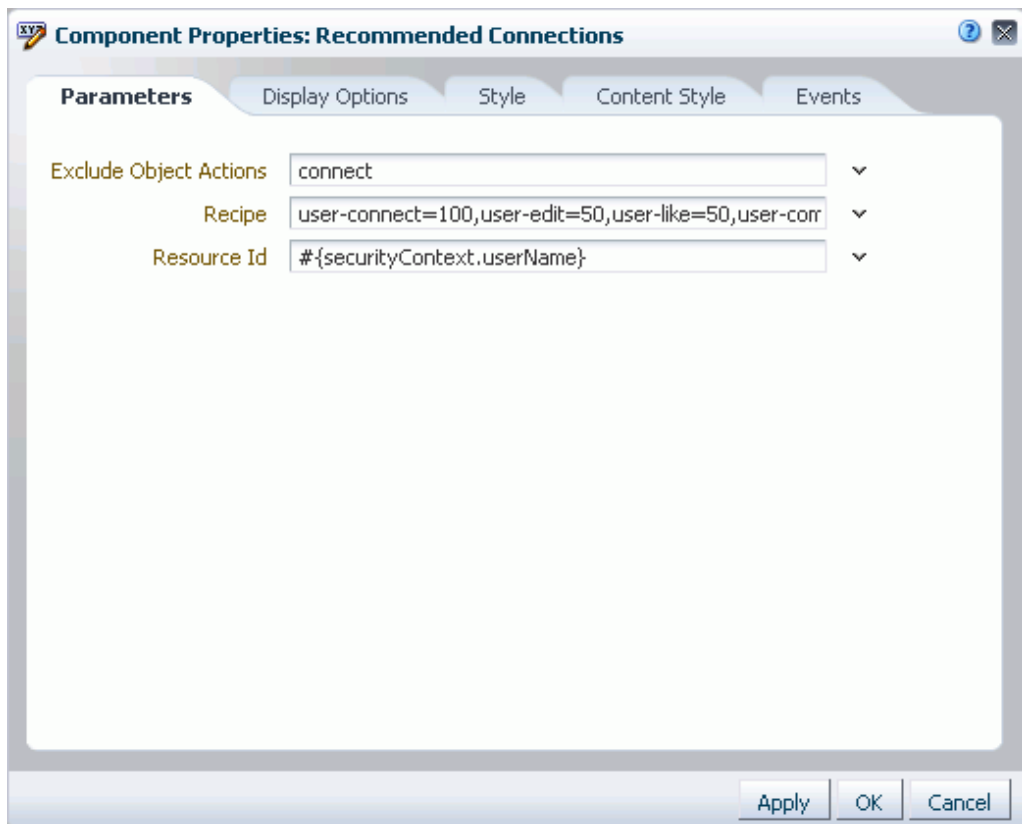 Component Properties: Recommended Connections
Parameters
Display Options
Style
Content Style
Events
Exclude Object Actions connect
Recipe user-connect=100,user-edit=50,user-like=50,user-com
Resource Id #{securityContext.userName}
Apply OK Cancel